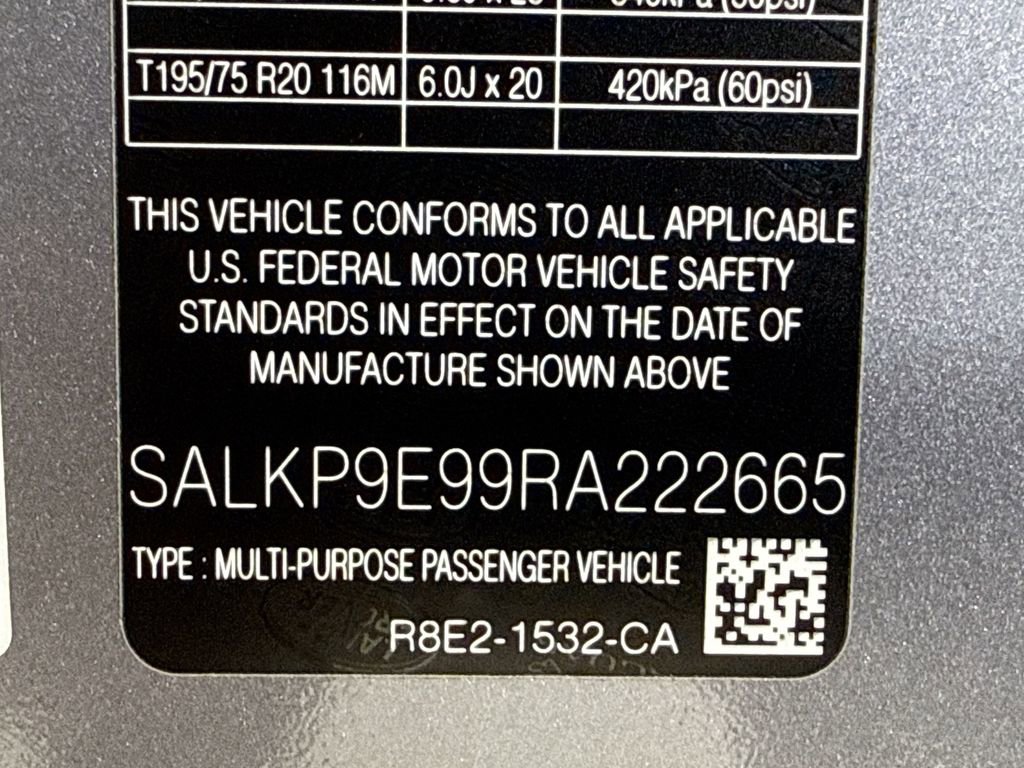 T195/75 R20 116M 6.0J x 20 420kPa (60psi)
THIS VEHICLE CONFORMS TO ALL APPLICABLE
U.S. FEDERAL MOTOR VEHICLE SAFETY
STANDARDS IN EFFECT ON THE DATE OF
MANUFACTURE SHOWN ABOVE
SALKP9E99RA222665
TYPE : MULTI-PURPOSE PASSENGER VEHICLE
R8E2-1532-CA